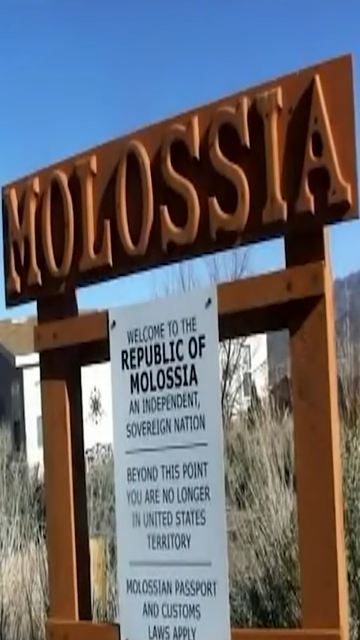 MOLOSSIA
WELCOME TO THE
REPUBLIC OF
MOLOSSIA
AN INDEPENDENT,
SOVEREIGN NATION
BEYOND THIS POINT
YOU ARE NO LONGER
IN UNITED STATES
TERRITORY
MOLOSSIAN PASSPORT
AND CUSTOMS
LAWS APPLY